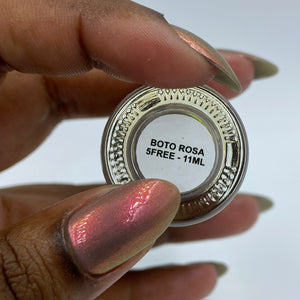 BOTO ROSA
5FREE - 11ML